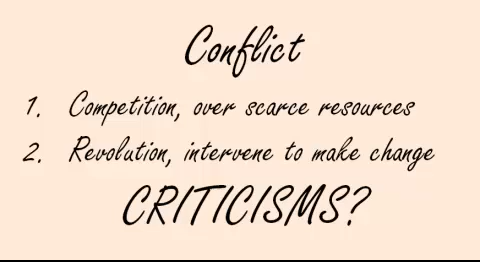 Conflict
1. Competition, over scarce resources
2. Revolution, intervene to make change
CRITICISMS?